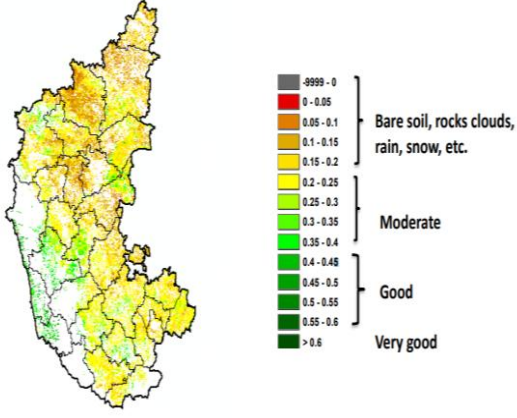 -9999 - 0
0 - 0.05
0.05 - 0.1
0.1 - 0.15
0.15 - 0.2
0.2 - 0.25
0.25 - 0.3
0.3 - 0.35
0.35 - 0.4
0.4 - 0.45
0.45 - 0.5
0.5 - 0.55
0.55 - 0.6
> 0.6
Bare soil, rocks clouds,
rain, snow, etc.
Moderate
Good
Very good